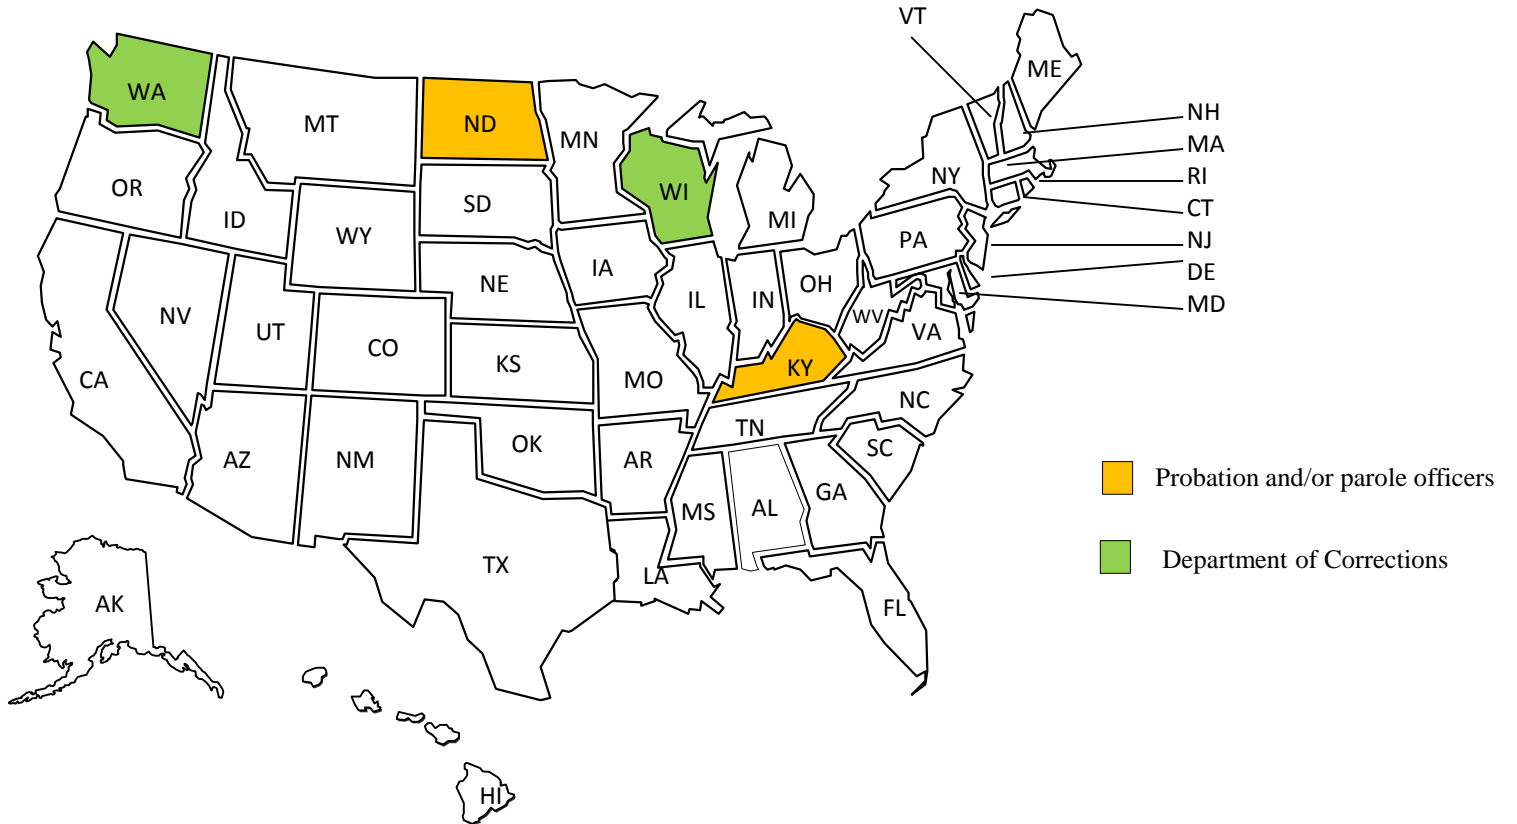 VT
ME
WA
MT
ND
MN
NH
MA
OR
ID
SD
WI
MI
NY
RI
CT
WY
PA
NJ
NE
IA
IL
IN
OH
DE
MD
NV
UT
CO
KS
MO
KY
WV
VA
CA
AZ
NM
OK
AR
TN
NC
SC
MS
AL
GA
Probation and/or parole officers
TX
LA
Department of Corrections
AK
FL
HI